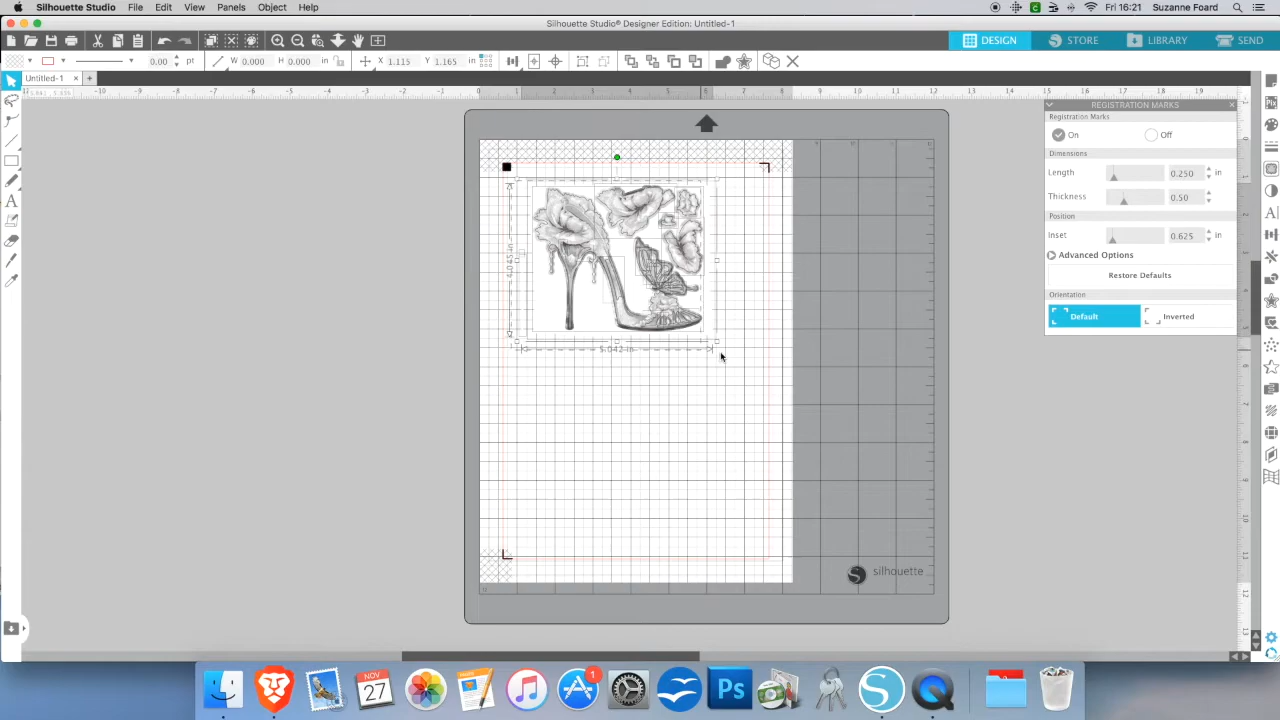 Silhouette Studio File Edit View Panels Object Help Fri 16:21 Suzanne Foard
Silhouette Studio® Designer Edition: Untitled-1
DESIGN STORE LIBRARY SEND
0.00 pt W 0.000 H 0.000 X 1.115 Y 1.165
Untitled-1 ×
REGISTRATION MARKS
Registration Marks
On Off
Dimensions
Length 0.250 in
Thickness 0.50
Position
Inset 0.625 in
Advanced Options
Restore Defaults
Orientation
Default Inverted
5.042 in
silhouette
NOV
27
1
Ps